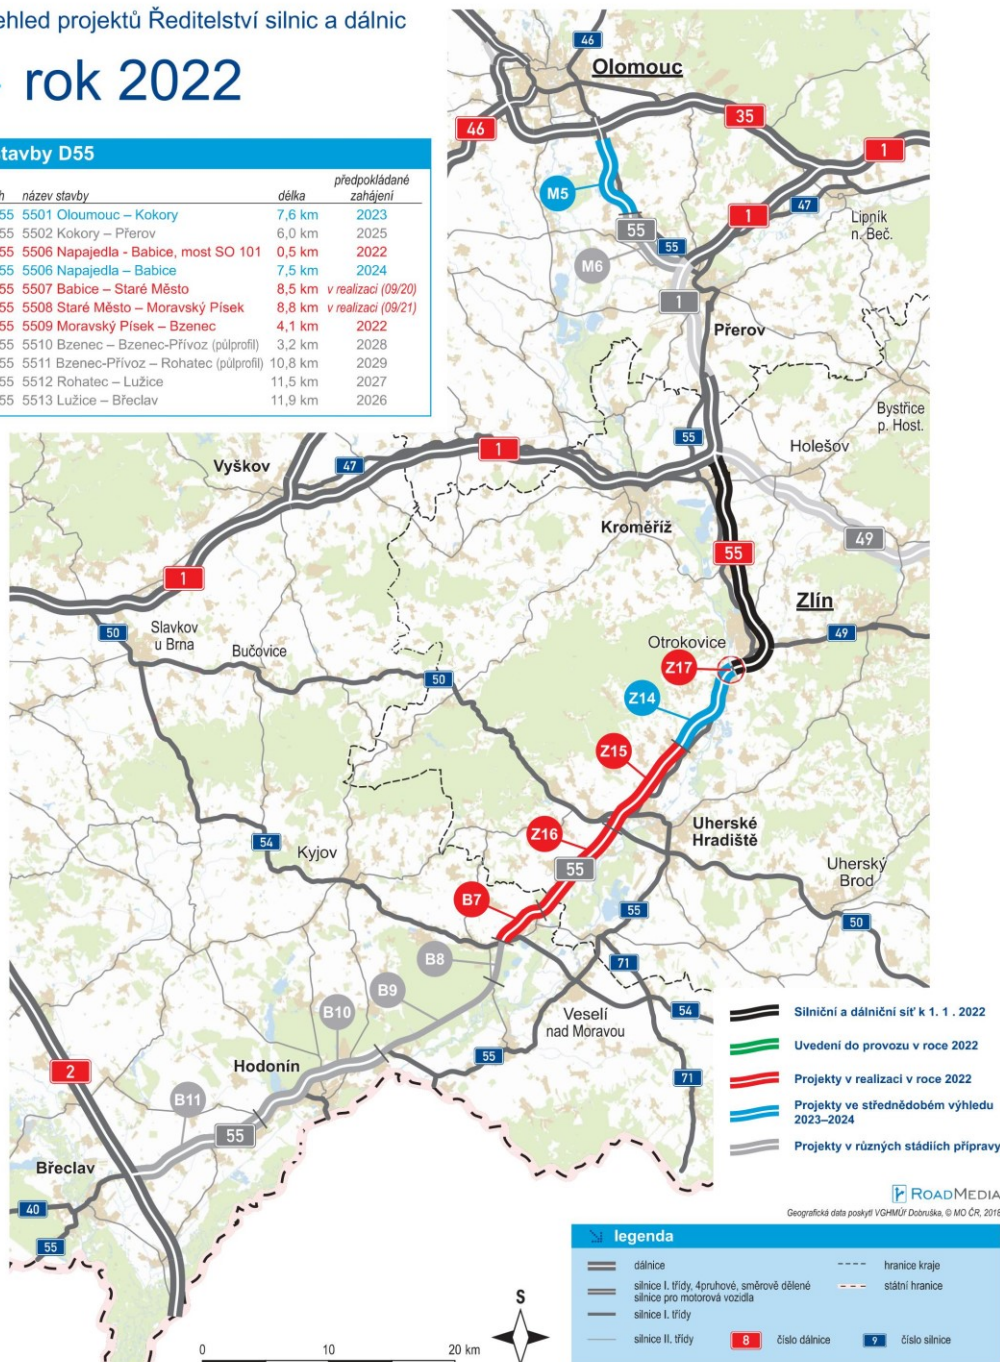 ehled projektů Ředitelství silnic a dálnic
rok 2022
stavby D55
h název stavby délka předpokládané zahájení
55 5501 Oloumouc – Kokory 7,6 km 2023
55 5502 Kokory – Přerov 6,0 km 2025
55 5506 Napajedla - Babice, most SO 101 0,5 km 2022
55 5506 Napajedla – Babice 7,5 km 2024
55 5507 Babice – Staré Město 8,5 km v realizaci (09/20)
55 5508 Staré Město – Moravský Písek 8,8 km v realizaci (09/21)
55 5509 Moravský Písek – Bzenec 4,1 km 2022
55 5510 Bzenec – Bzenec-Přívoz (půlprofil) 3,2 km 2028
55 5511 Bzenec-Přívoz – Rohatec (půlprofil) 10,8 km 2029
55 5512 Rohatec – Lužice 11,5 km 2027
55 5513 Lužice – Břeclav 11,9 km 2026
46
Olomouc
46
35
1
M5
1
47
Lipník
n. Beč.
55
55
M6
1
Přerov
Bystřice
p. Host.
55
Holešov
1
Vyškov
47
Kroměříž
49
55
1
Zlín
50
Slavkov
u Brna
Bučovice
49
Otrokovice
Z17
50
Z14
Z15
Uherské
Hradiště
Z16
54
Kyjov
55
Uherský
Brod
B7
55
50
B8
71
B9
B10
Veselí
nad Moravou
54
55
Hodonín
2
71
B11
55
Břeclav
40
55
Silniční a dálniční síť k 1. 1 . 2022
Uvedení do provozu v roce 2022
Projekty v realizaci v roce 2022
Projekty ve střednědobém výhledu
2023–2024
Projekty v různých stádiích přípravy
ROADMEDIA
Geografická data poskytl VGHMÚř Dobruška, © MO ČR, 2018
legenda
dálnice
hranice kraje
silnice I. třídy, 4pruhové, směrově dělené
silnice pro motorová vozidla
státní hranice
silnice I. třídy
silnice II. třídy
8 číslo dálnice
9 číslo silnice
S
0 10 20 km